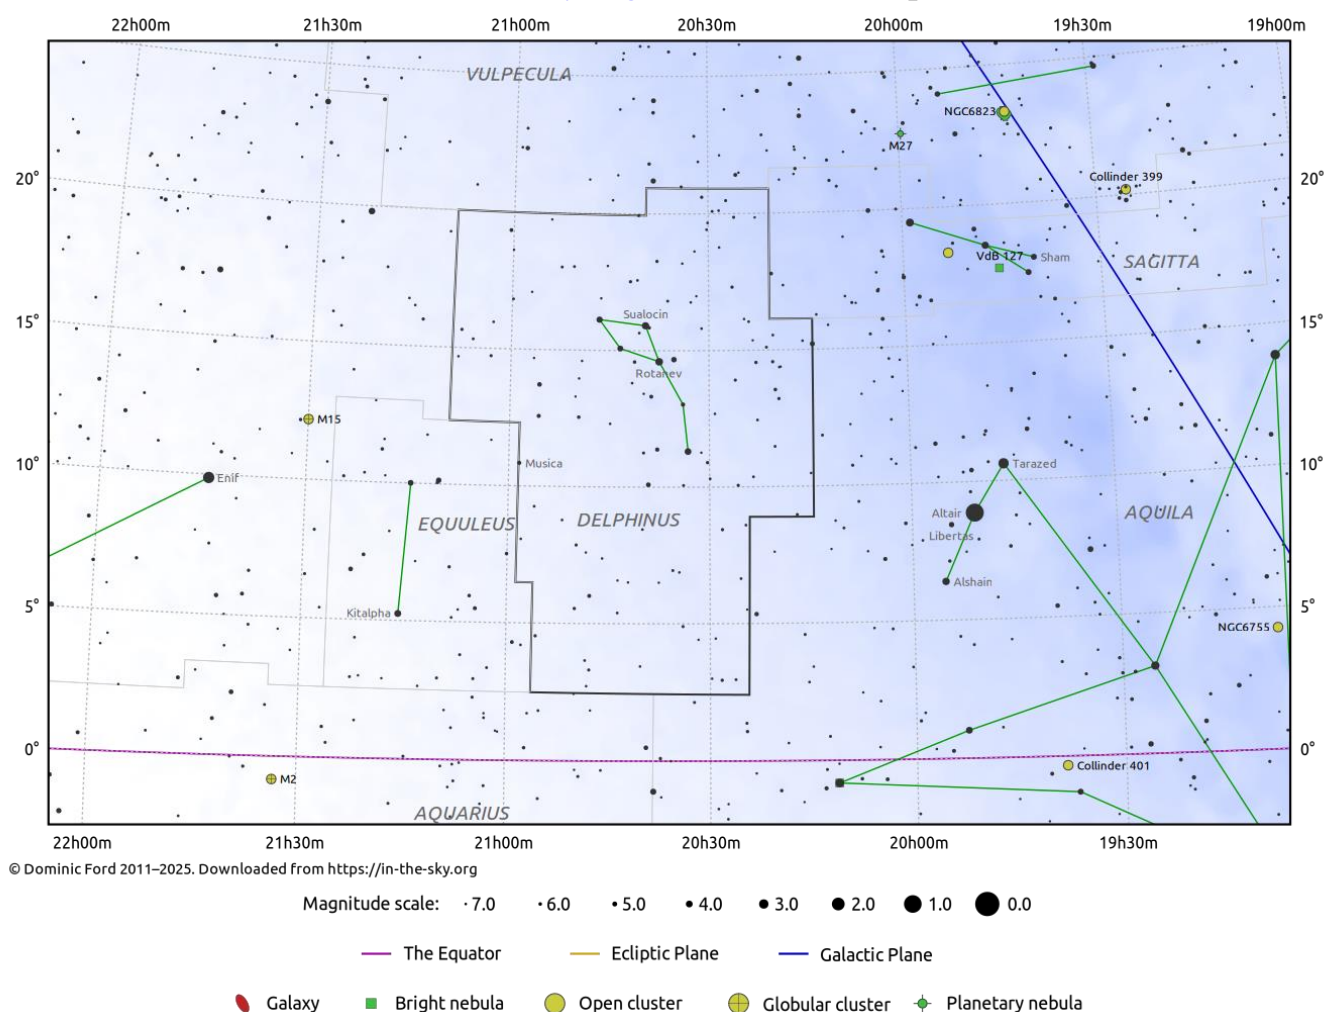 22h00m 21h30m 21h00m 20h30m 20h00m 19h30m 19h00m
VULPECULA
NGC6823
M27
20° Collinder 399 20°
VdB 127 Sham SAGITTA
15° Sualocin 15°
Rotanev
M15
10° Enif Musica Tarazed 10°
EQUULEUS DELPHINUS Altair AQUILA
Libertas
Alshain
5° Kitalpha 5°
NGC6755
0° 0°
M2 Collinder 401
AQUARIUS
22h00m 21h30m 21h00m 20h30m 20h00m 19h30m
© Dominic Ford 2011–2025. Downloaded from https://in-the-sky.org
Magnitude scale: 7.0 6.0 5.0 4.0 3.0 2.0 1.0 0.0
The Equator Ecliptic Plane Galactic Plane
Galaxy Bright nebula Open cluster Globular cluster Planetary nebula